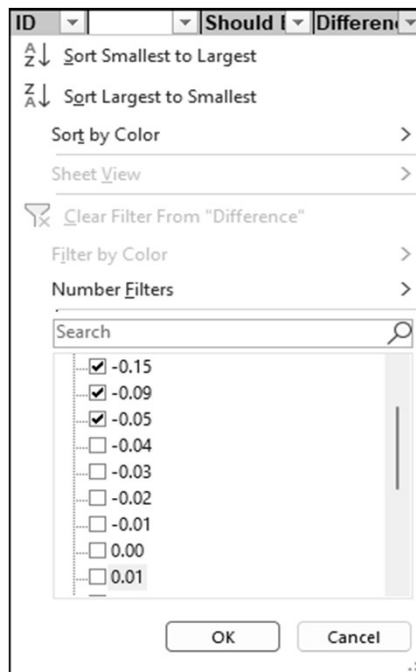 ID Should Differen
Sort Smallest to Largest
Sort Largest to Smallest
Sort by Color
Sheet View
Clear Filter From "Difference"
Filter by Color
Number Filters
Search
-0.15
-0.09
-0.05
-0.04
-0.03
-0.02
-0.01
0.00
0.01
OK Cancel